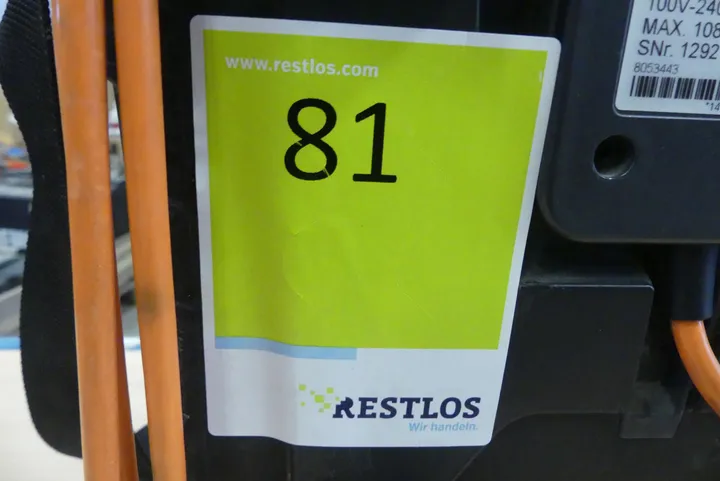 www.restlos.com
81
RESTLOS
Wir handeln.
100V-240
MAX. 108
SNr. 1292
8053443